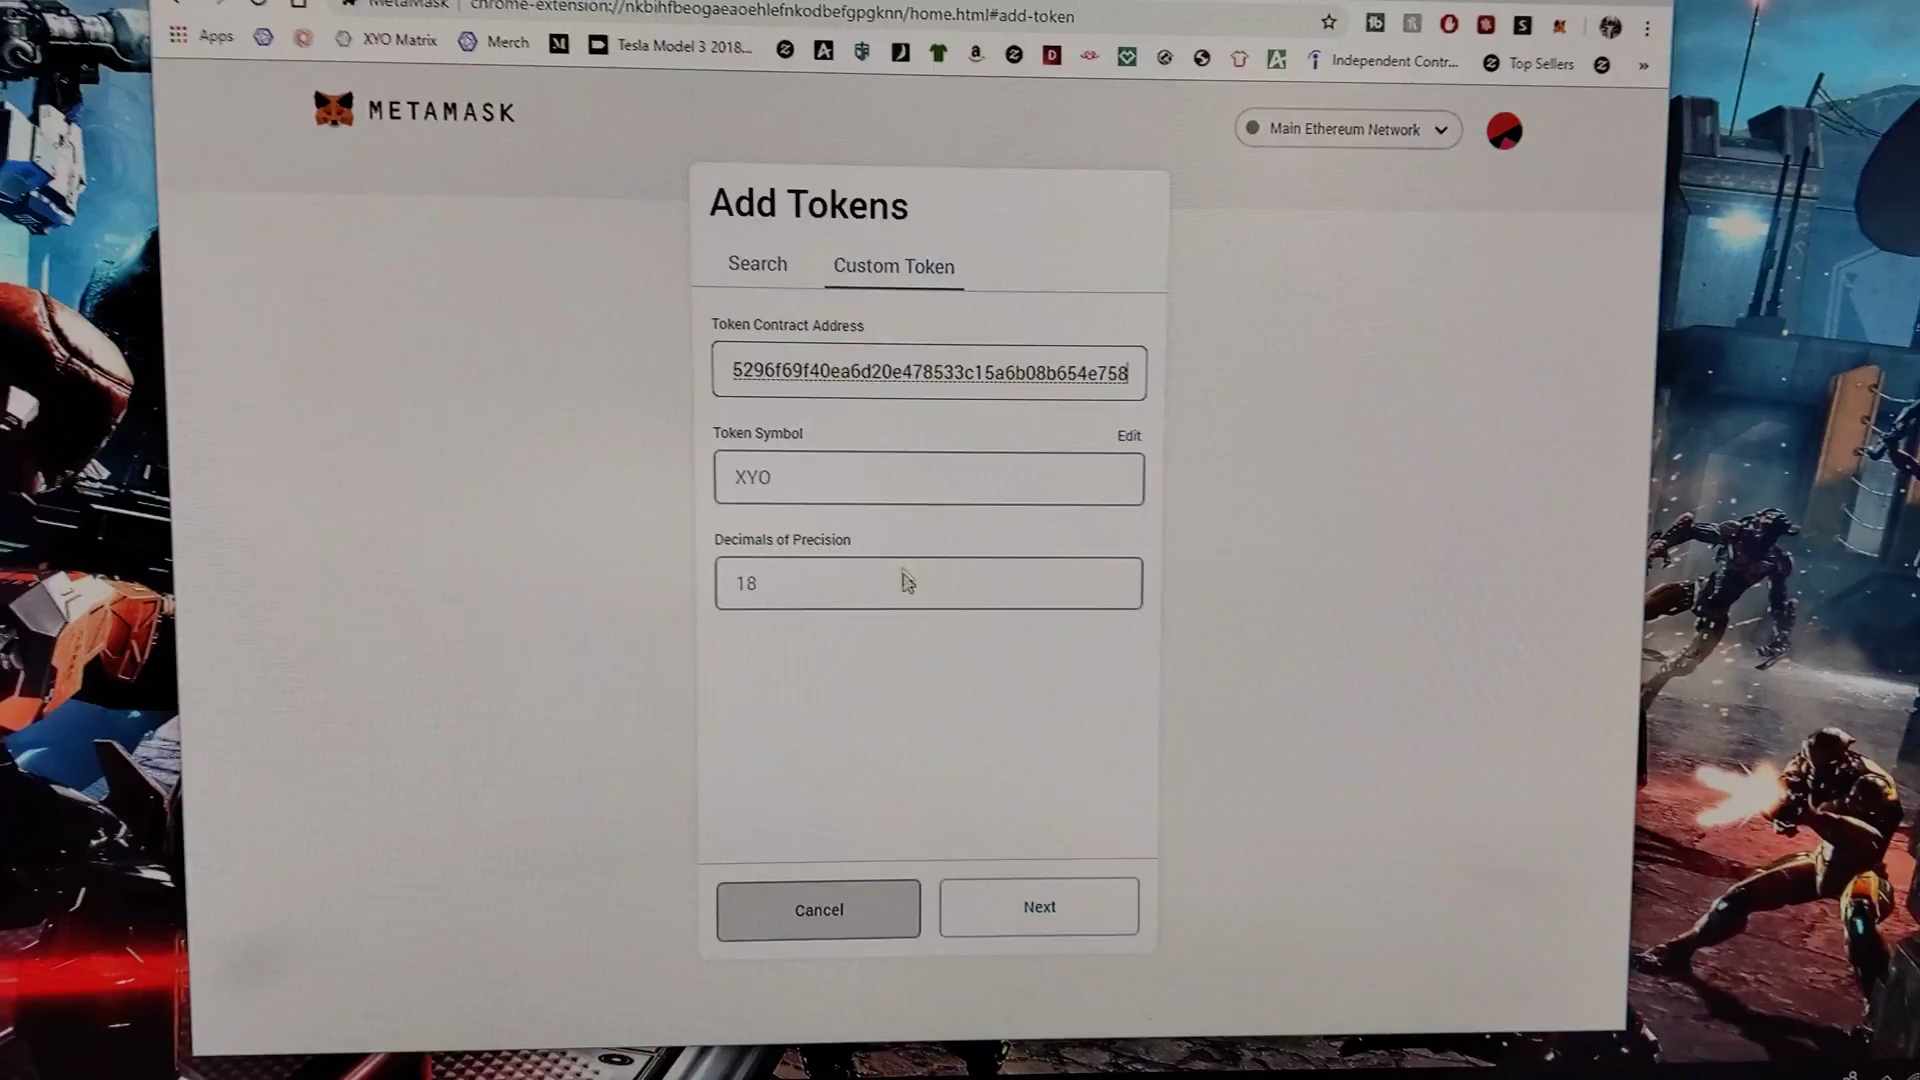 MetaMask | chrome-extension://nkbihfbeogaeaoehlefnkodbefgpgknn/home.html#add-token
Apps XYO Matrix Merch Tesla Model 3 2018... Independent Contr... Top Sellers »
METAMASK
Main Ethereum Network
Add Tokens
Search Custom Token
Token Contract Address
5296f69f40ea6d20e478533c15a6b08b654e758
Token Symbol Edit
XYO
Decimals of Precision
18
Cancel Next